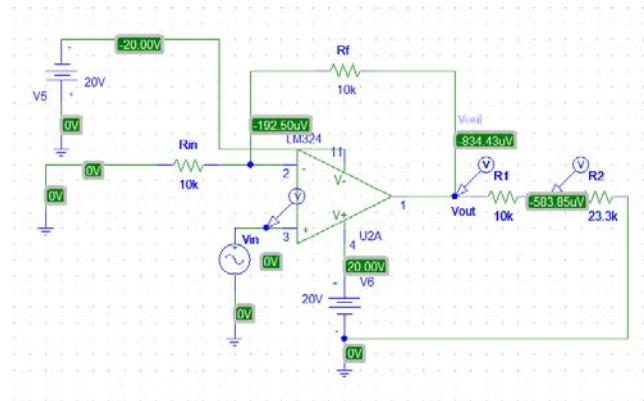 -20.00V
Rf
20V
V5
10k
0V
-192.50uV
Vout
LM324
-834.43uV
11
0V
Rin
V-
V
V
R1
R2
2
-
10k
V
1
Vout
-583.85uV
0V
V+
10k
23.3k
Vin
3
+
U2A
0V
4
20.00V
V6
20V
0V
0V